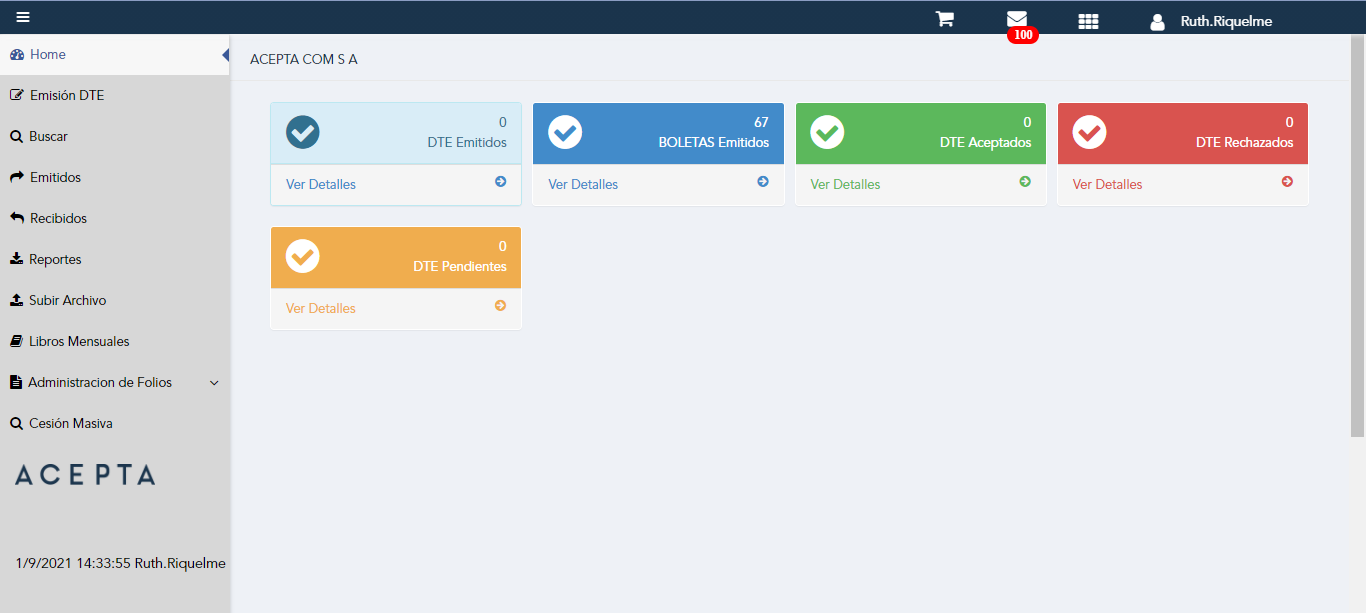 100
Ruth.Riquelme
Home
Emisión DTE
Buscar
Emitidos
Recibidos
Reportes
Subir Archivo
Libros Mensuales
Administracion de Folios
Cesión Masiva
ACEPTA
1/9/2021 14:33:55 Ruth.Riquelme
ACEPTA COM S A
0
DTE Emitidos
Ver Detalles
67
BOLETAS Emitidos
Ver Detalles
0
DTE Aceptados
Ver Detalles
0
DTE Rechazados
Ver Detalles
0
DTE Pendientes
Ver Detalles